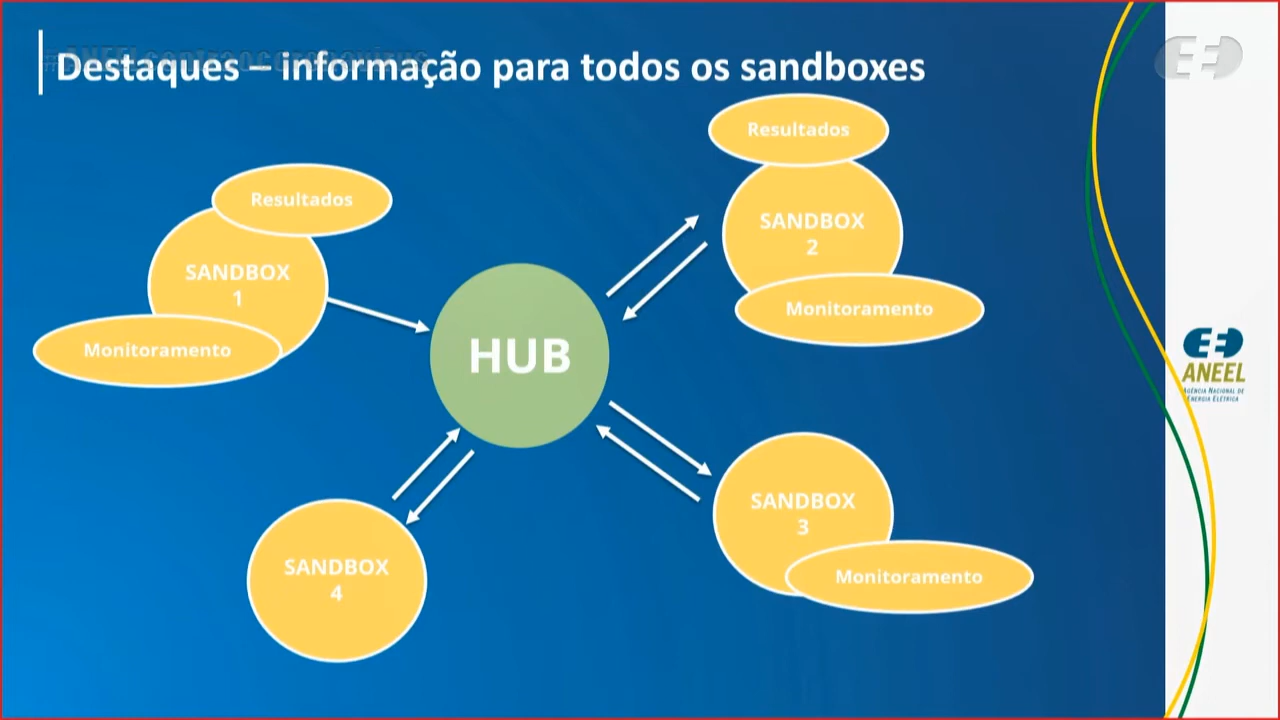 #ANEELcontraocoronavírus
Destaques – informação para todos os sandboxes
Resultados
SANDBOX
1
Monitoramento
Resultados
SANDBOX
2
Monitoramento
HUB
SANDBOX
3
Monitoramento
SANDBOX
4
ANEEL
AGÊNCIA NACIONAL DE
ENERGIA ELÉTRICA